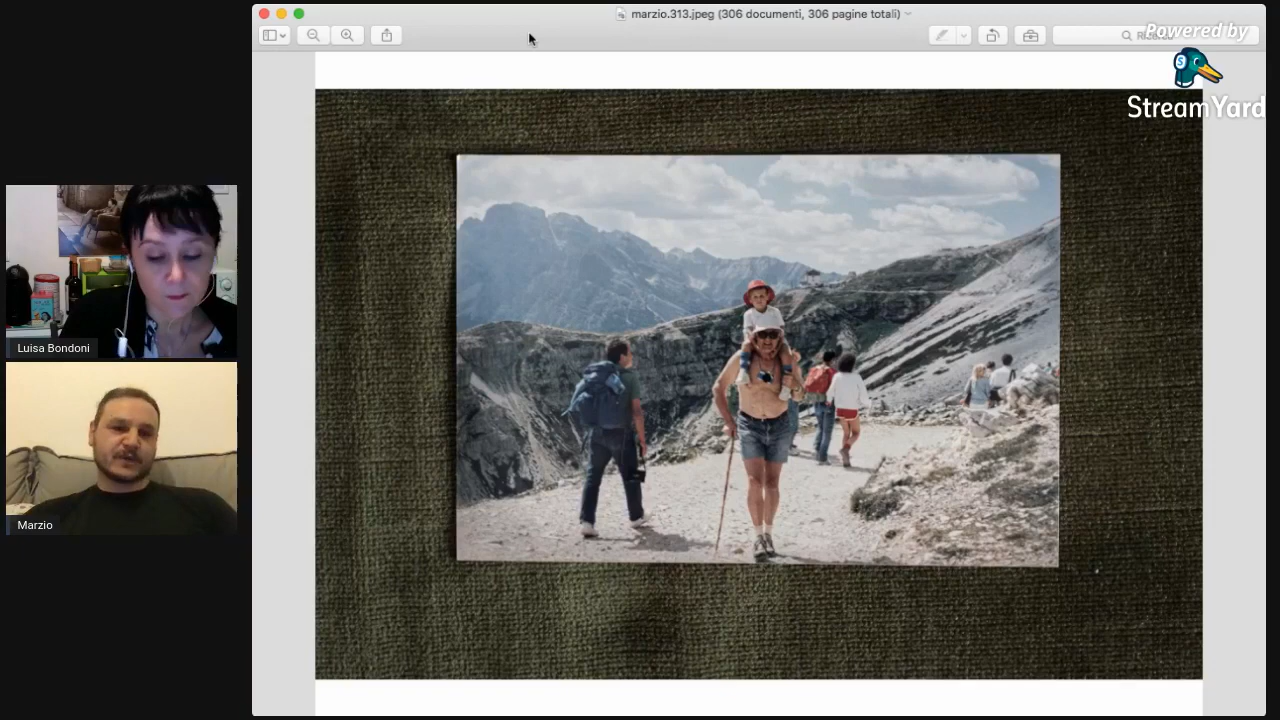 marzio.313.jpeg (306 documenti, 306 pagine totali)
Powered by
StreamYard
Luisa Bondoni
Marzio